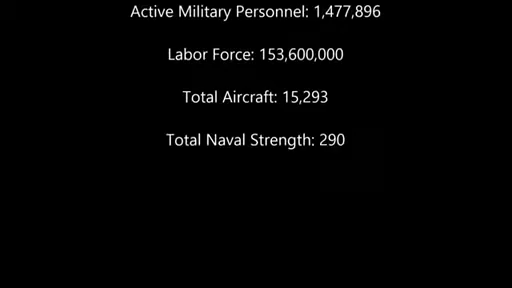 Active Military Personnel: 1,477,896
Labor Force: 153,600,000
Total Aircraft: 15,293
Total Naval Strength: 290